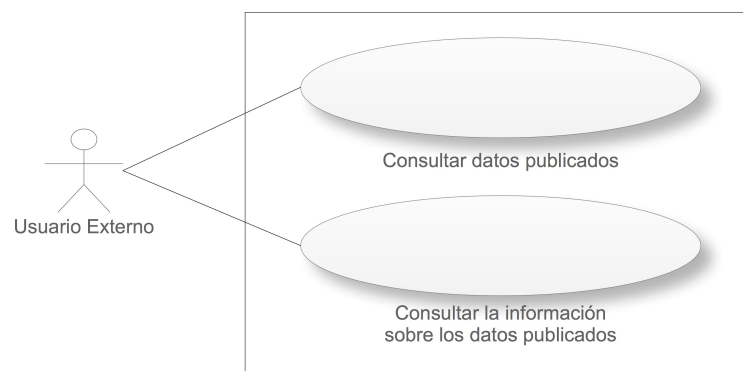 Consultar datos publicados
Usuario Externo
Consultar la información
sobre los datos publicados